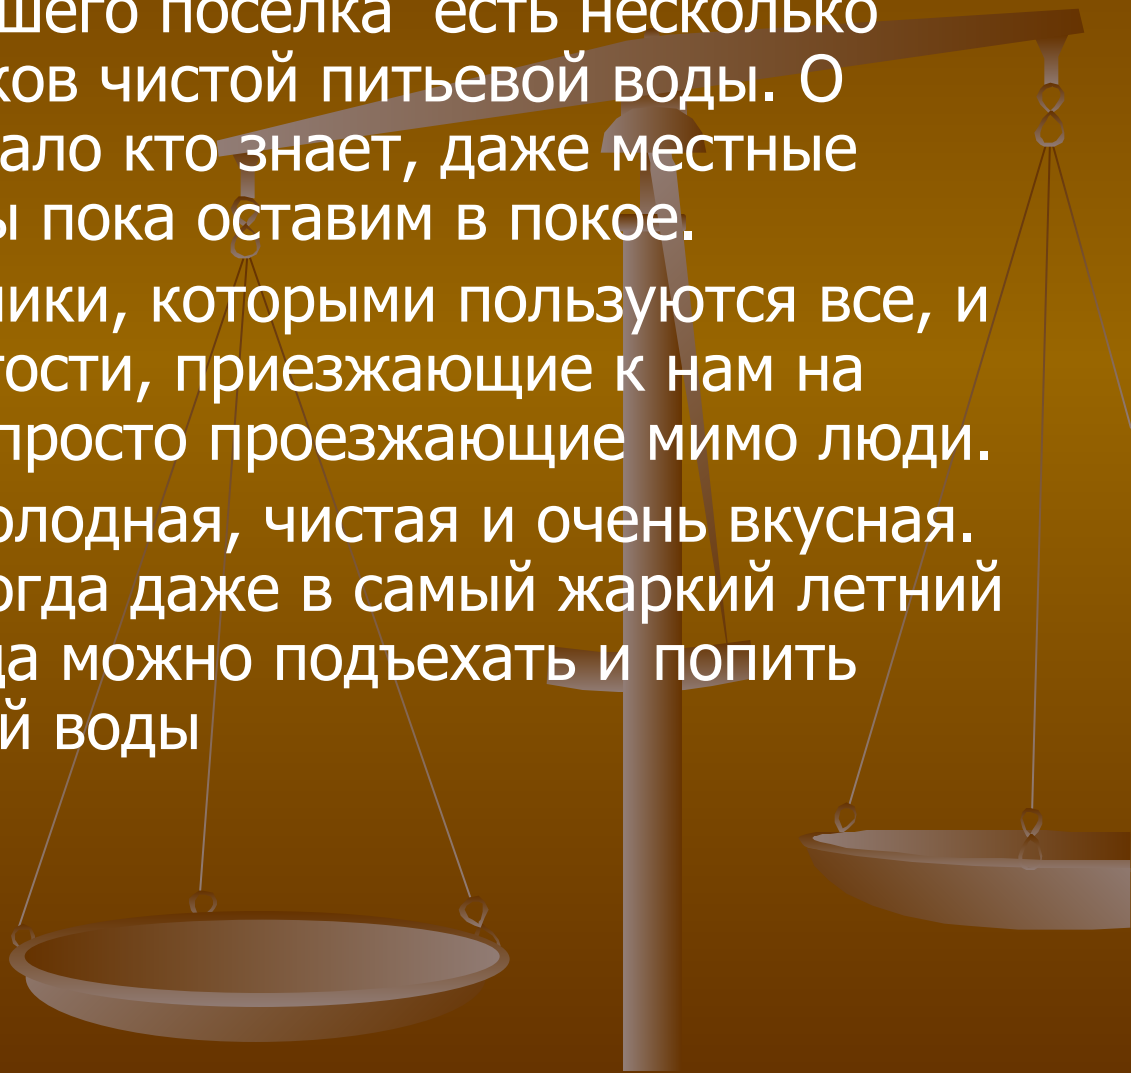 шего поселка есть несколько
ков чистой питьевой воды. О
ало кто знает, даже местные
ы пока оставим в покое.
ики, которыми пользуются все, и
гости, приезжающие к нам на
просто проезжающие мимо люди.
олодная, чистая и очень вкусная.
огда даже в самый жаркий летний
да можно подъехать и попить
й воды